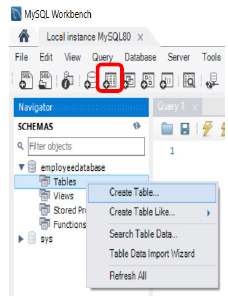 MySQL Workbench
Local instance MySQL80 ×
File Edit View Query Database Server Tools
Navigator
Query 1 ×
SCHEMAS
Filter objects
1
employeedatabase
Tables
Views
Stored Pr
Functions
sys
Create Table...
Create Table Like...
Search Table Data...
Table Data Import Wizard
Refresh All